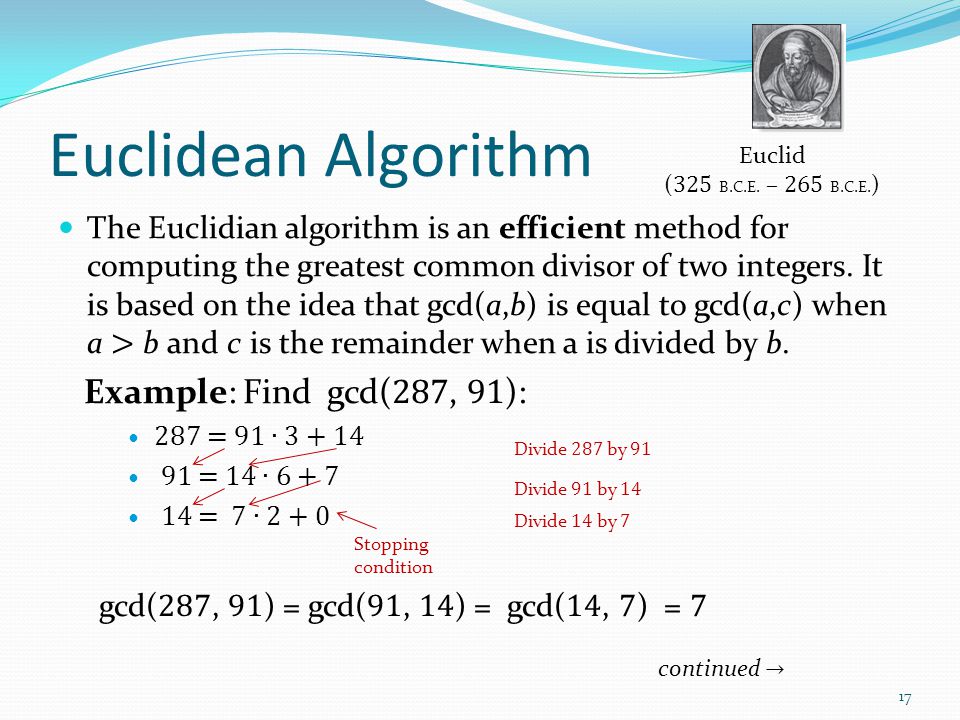 Euclidean Algorithm
Euclid
(325 B.C.E. – 265 B.C.E.)
• The Euclidian algorithm is an efficient method for
computing the greatest common divisor of two integers. It
is based on the idea that gcd(a,b) is equal to gcd(a,c) when
a > b and c is the remainder when a is divided by b.
Example: Find gcd(287, 91):
• 287 = 91 ∙ 3 + 14
Divide 287 by 91
• 91 = 14 ∙ 6 + 7
Divide 91 by 14
• 14 = 7 ∙ 2 + 0
Divide 14 by 7
Stopping
condition
gcd(287, 91) = gcd(91, 14) = gcd(14, 7) = 7
continued →
17